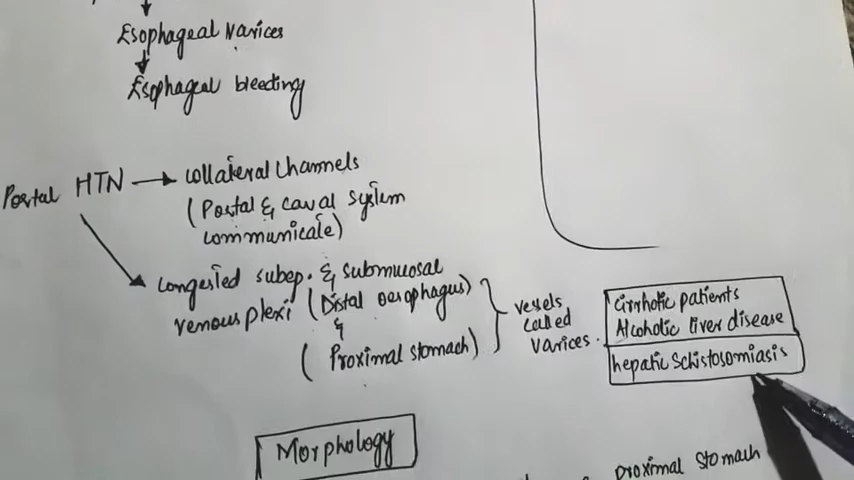 Esophageal Varices
Esophageal bleeding
Portal HTN → collateral channels
(Portal & caval system
communicate)
congested subep. & submucosal
venous plexi (Distal oesophagus)
&
(Proximal stomach)
vessels
called
varices.
cirrhotic patients
Alcoholic liver disease
hepatic schistosomiasis
Morphology
proximal stomach